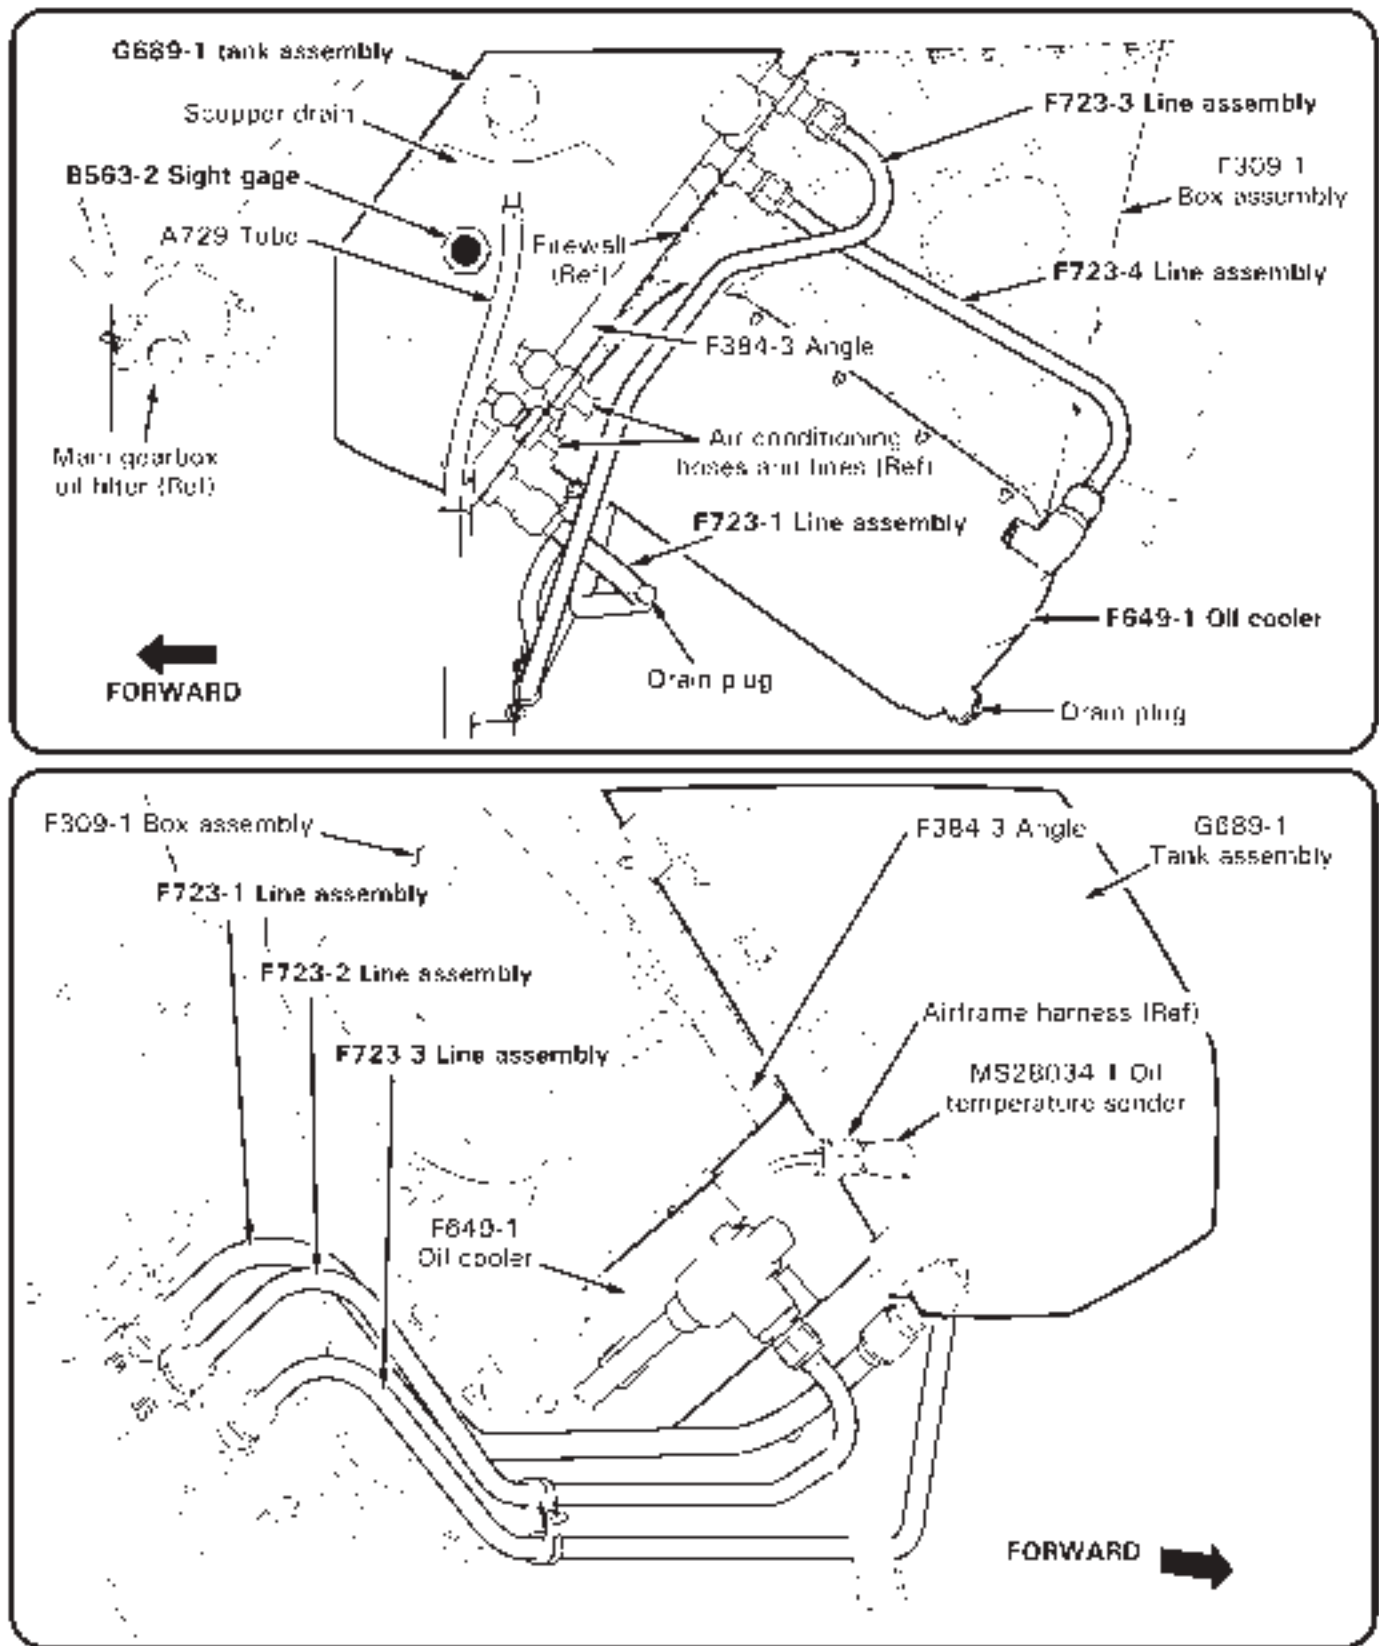 G689-1 tank assembly
Scupper drain
B563-2 Sight gage
A729 Tube
Firewall
(Ref)
F723-3 Line assembly
F309-1
Box assembly
F723-4 Line assembly
F384-3 Angle
Main gearbox
oil filter (Ref)
Air conditioning
hoses and lines (Ref)
F723-1 Line assembly
F649-1 Oil cooler
Drain plug
Drain plug
FORWARD
F309-1 Box assembly
F723-1 Line assembly
F723-2 Line assembly
F723-3 Line assembly
F384-3 Angle
G689-1
Tank assembly
Airframe harness (Ref)
MS28034-1 Oil
temperature sender
F649-1
Oil cooler
FORWARD